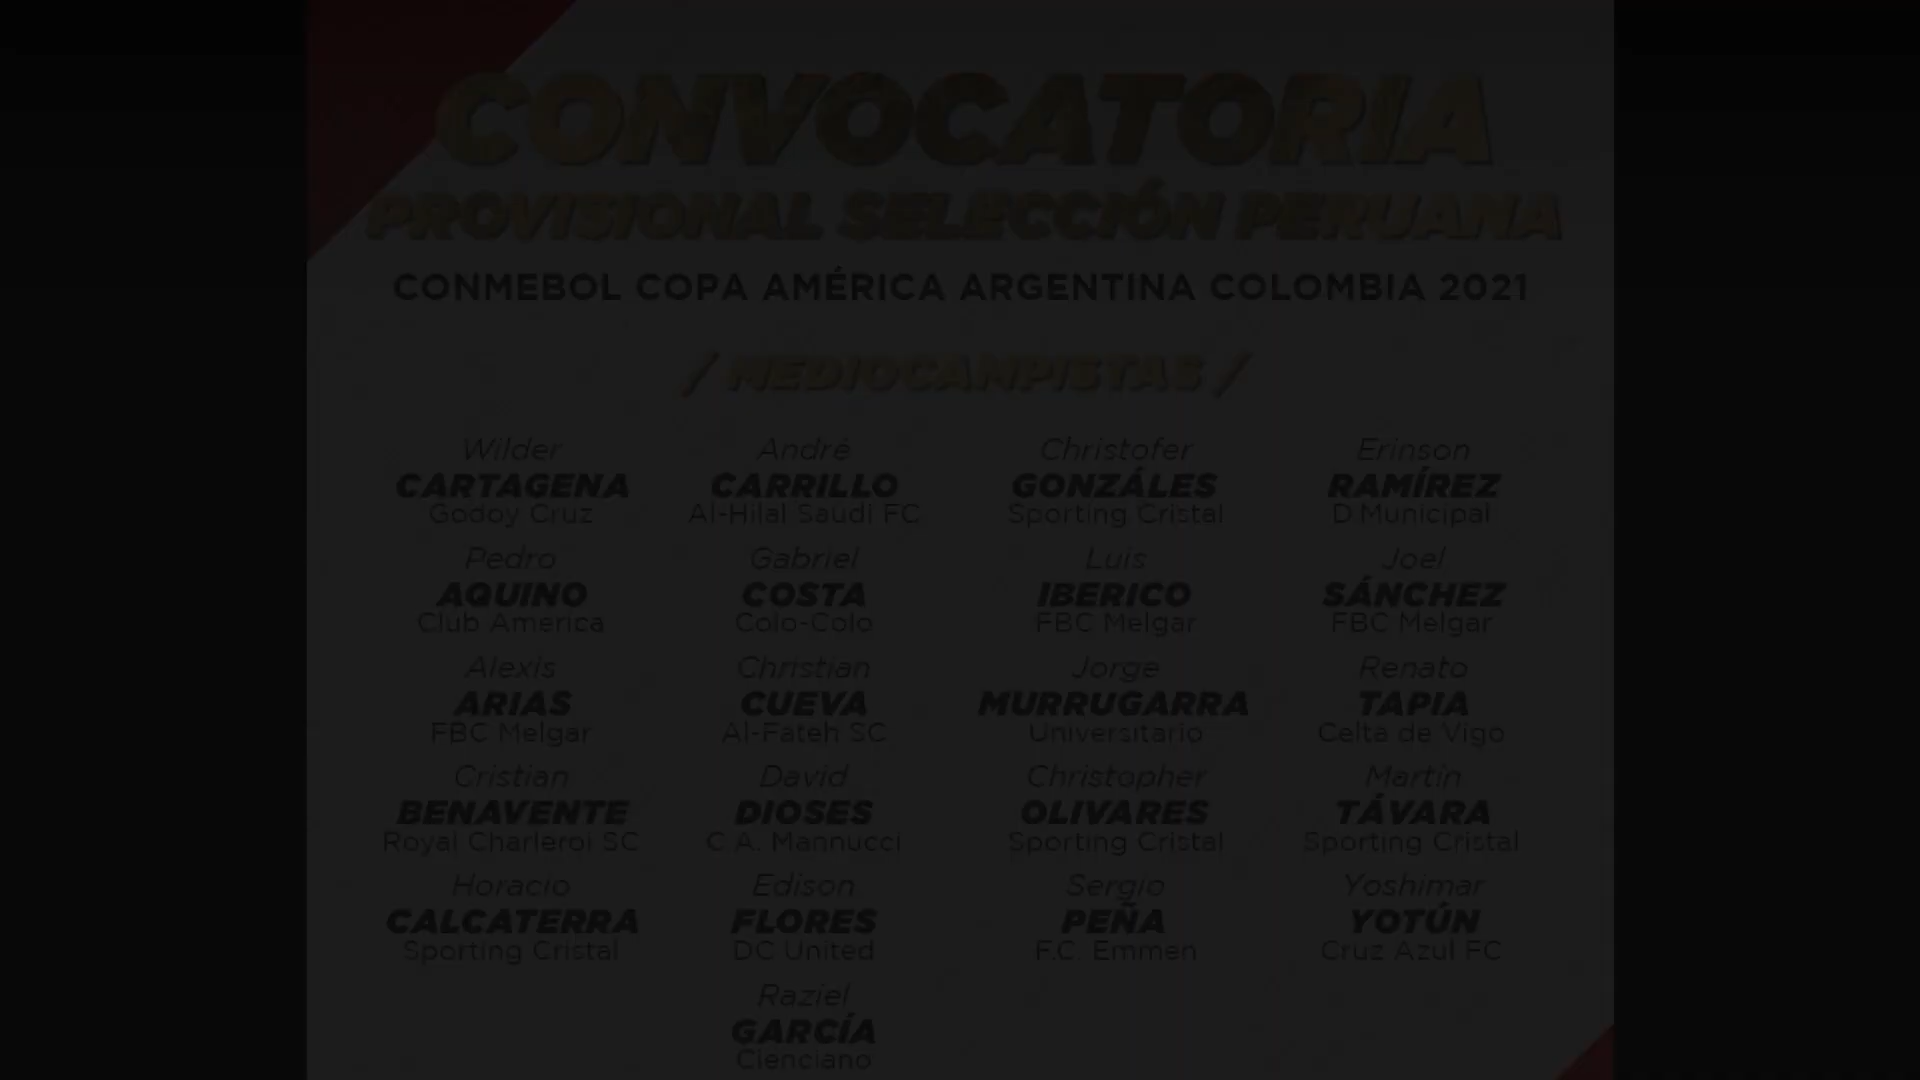 CONVOCATORIA
PROVISIONAL SELECCIÓN PERUANA
CONMEBOL COPA AMÉRICA ARGENTINA COLOMBIA 2021
/ MEDIOCAMPISTAS /
Wilder André Christofer Erinson
CARTAGENA CARRILLO GONZÁLES RAMÍREZ
Godoy Cruz Al-Hilal Saudi FC Sporting Cristal D.Municipal
Pedro Gabriel Luis Joel
AQUINO COSTA IBERICO SÁNCHEZ
Club America Colo-Colo FBC Melgar FBC Melgar
Alexis Christian Jorge Renato
ARIAS CUEVA MURRUGARRA TAPIA
FBC Melgar Al-Fateh SC Universitario Celta de Vigo
Cristian David Christopher Martín
BENAVENTE DIOSES OLIVARES TÁVARA
Royal Charleroi SC C.A. Mannucci Sporting Cristal Sporting Cristal
Horacio Edison Sergio Yoshimar
CALCATERRA FLORES PEÑA YOTÚN
Sporting Cristal DC United F.C. Emmen Cruz Azul FC
Raziel
GARCÍA
Cienciano